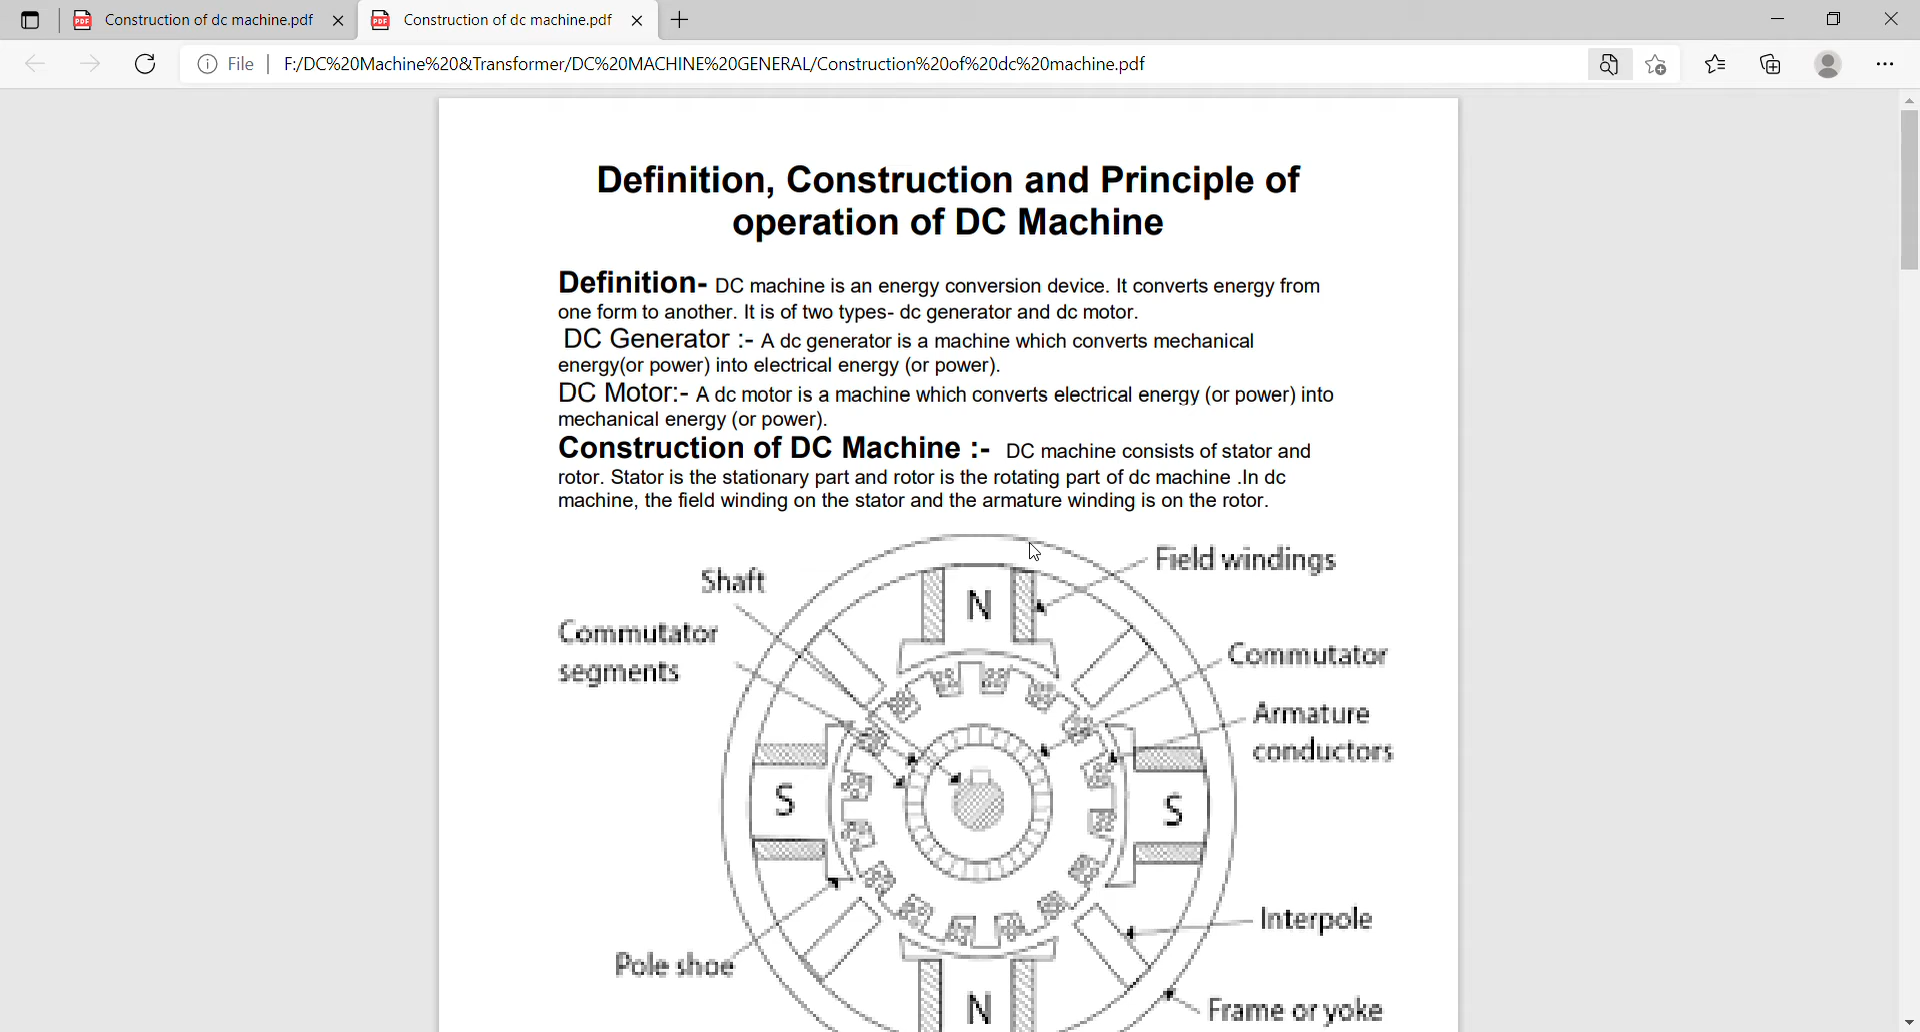 Construction of dc machine.pdf
Construction of dc machine.pdf
File
F:/DC%20Machine%20&Transformer/DC%20MACHINE%20GENERAL/Construction%20of%20dc%20machine.pdf
Definition, Construction and Principle of
operation of DC Machine
Definition- DC machine is an energy conversion device. It converts energy from
one form to another. It is of two types- dc generator and dc motor.
DC Generator :- A dc generator is a machine which converts mechanical
energy(or power) into electrical energy (or power).
DC Motor:- A dc motor is a machine which converts electrical energy (or power) into
mechanical energy (or power).
Construction of DC Machine :- DC machine consists of stator and
rotor. Stator is the stationary part and rotor is the rotating part of dc machine .In dc
machine, the field winding on the stator and the armature winding is on the rotor.
Field windings
Shaft
N
Commutator
segments
Commutator
Armature
conductors
S
S
Interpole
Pole shoe
N
Frame or yoke